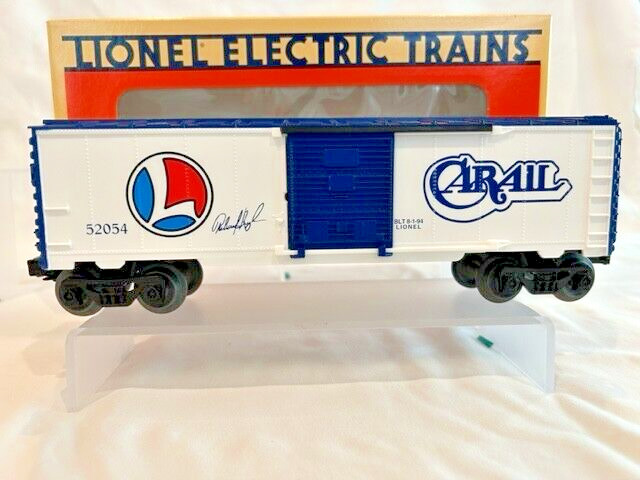 LIONEL ELECTRIC TRAINS
52054
CARAIL
BLT 8-1-94
LIONEL